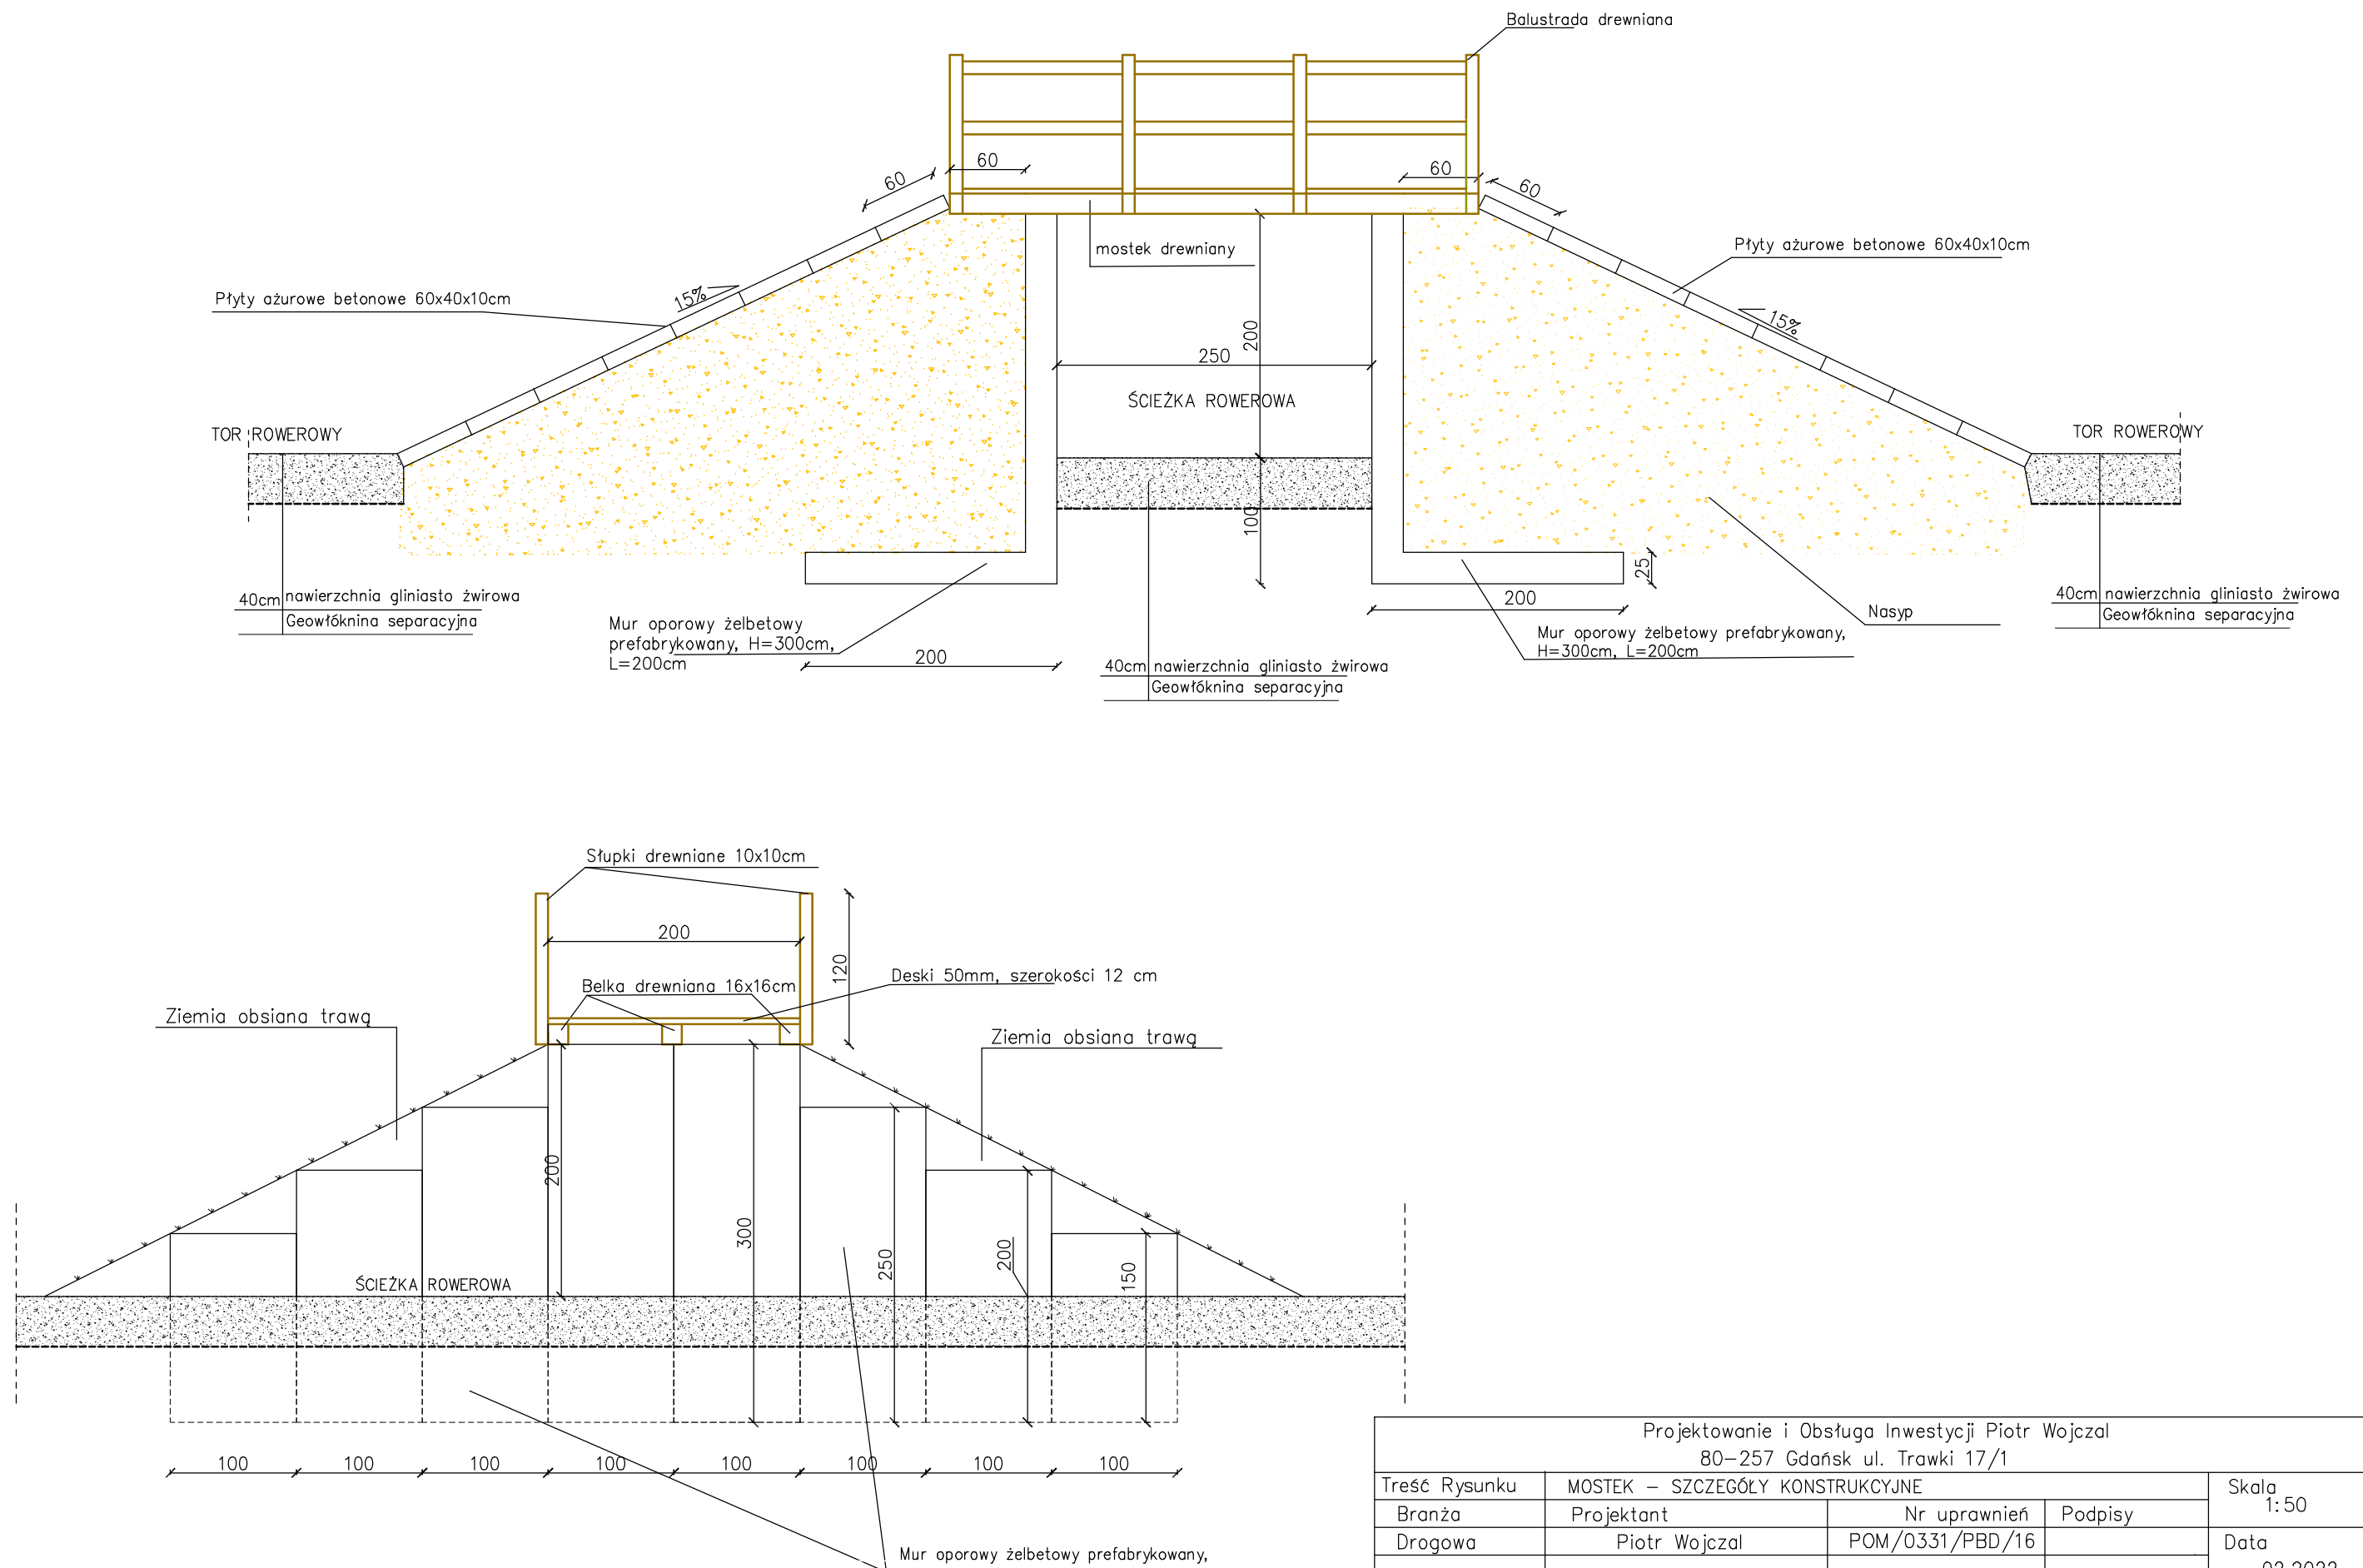 Balustrada drewniana
60
60
60
60
mostek drewniany
Płyty ażurowe betonowe 60x40x10cm
Płyty ażurowe betonowe 60x40x10cm
15%
15%
200
250
ŚCIEŻKA ROWEROWA
TOR ROWEROWY
TOR ROWEROWY
100
25
40cm nawierzchnia gliniasto żwirowa
Geowłóknina separacyjna
Mur oporowy żelbetowy
prefabrykowany, H=300cm,
L=200cm
200
40cm nawierzchnia gliniasto żwirowa
Geowłóknina separacyjna
200
Mur oporowy żelbetowy prefabrykowany,
H=300cm, L=200cm
Nasyp
40cm nawierzchnia gliniasto żwirowa
Geowłóknina separacyjna
Słupki drewniane 10x10cm
200
120
Belka drewniana 16x16cm
Deski 50mm, szerokości 12 cm
Ziemia obsiana trawą
Ziemia obsiana trawą
200
300
250
200
150
ŚCIEŻKA ROWEROWA
100 100 100 100 100 100 100 100
Mur oporowy żelbetowy prefabrykowany,
Projektowanie i Obsługa Inwestycji Piotr Wojczal
80-257 Gdańsk ul. Trawki 17/1
Treść Rysunku MOSTEK – SZCZEGÓŁY KONSTRUKCYJNE Skala
1:50
Branża Projektant Nr uprawnień Podpisy
Drogowa Piotr Wojczal POM/0331/PBD/16 Data